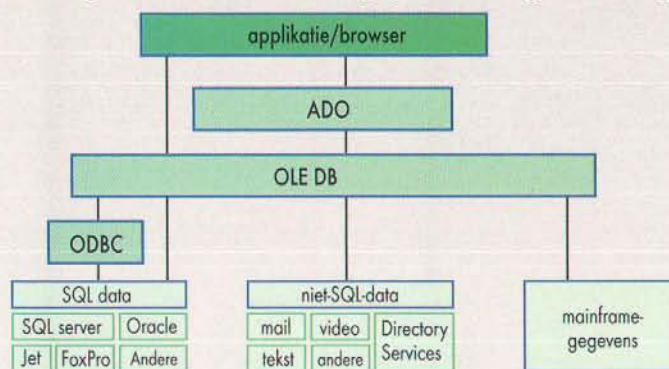 applikatie/browser
ADO
OLE DB
ODBC
SQL data
SQL server
Oracle
Jet
FoxPro
Andere
niet-SQL-data
mail
video
Directory
Services
tekst
andere
mainframe-
gegevens